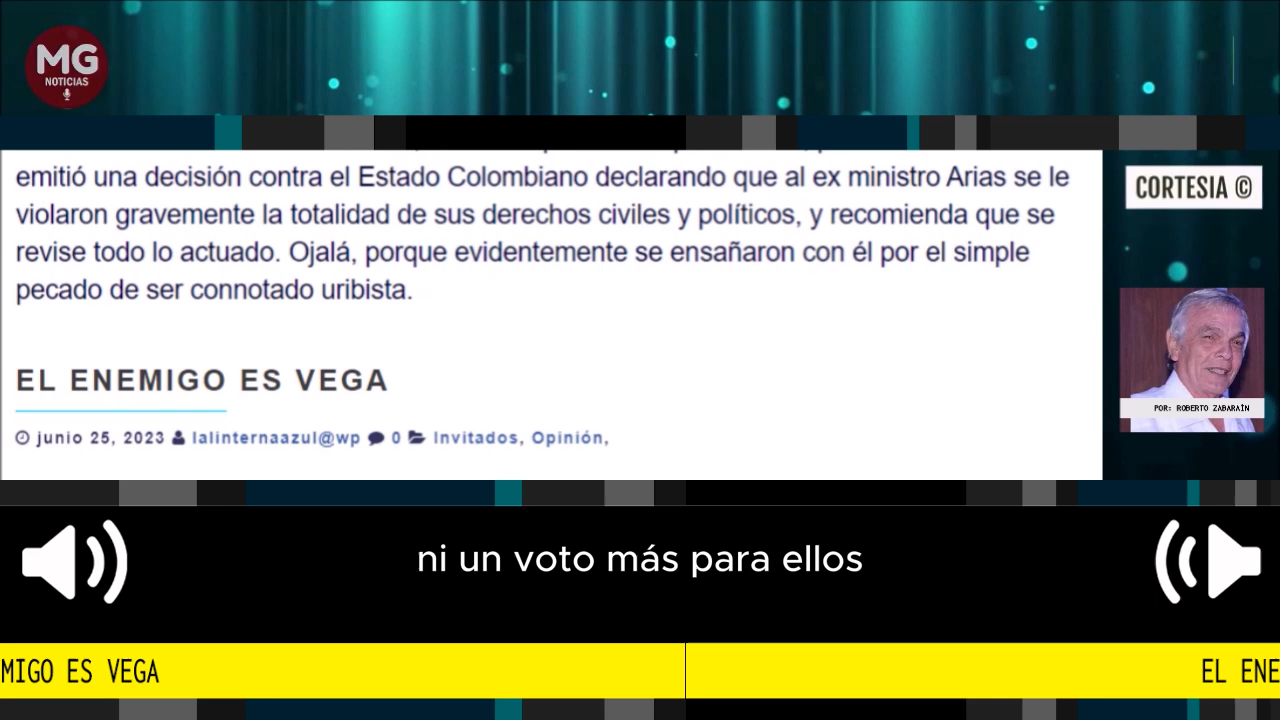 MG
NOTICIAS
emitió una decisión contra el Estado Colombiano declarando que al ex ministro Arias se le
violaron gravemente la totalidad de sus derechos civiles y políticos, y recomienda que se
revise todo lo actuado. Ojalá, porque evidentemente se ensañaron con él por el simple
pecado de ser connotado uribista.
EL ENEMIGO ES VEGA
junio 25, 2023 lalinternaazul@wp 0 Invitados, Opinión,
CORTESIA ©
POR: ROBERTO ZABARAÍN
ni un voto más para ellos
MIGO ES VEGA
EL ENE